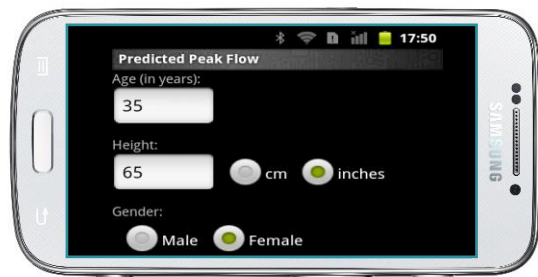 17:50
Predicted Peak Flow
Age (in years):
35
Height:
65 cm inches
Gender:
Male Female
SAMSUNG